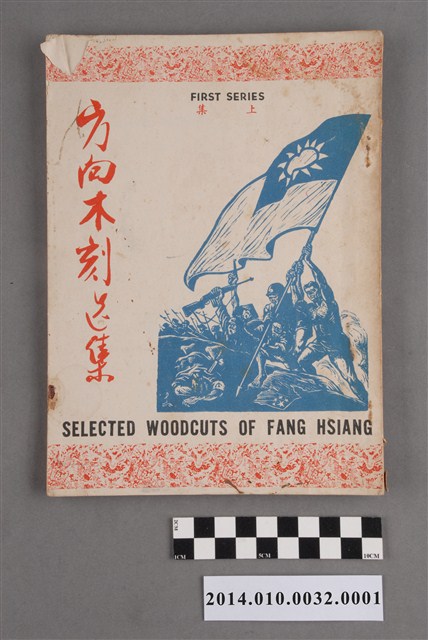 FIRST SERIES
上集
方向木刻选集
SELECTED WOODCUTS OF FANG HSIANG
1CM 5CM 10CM
2014.010.0032.0001